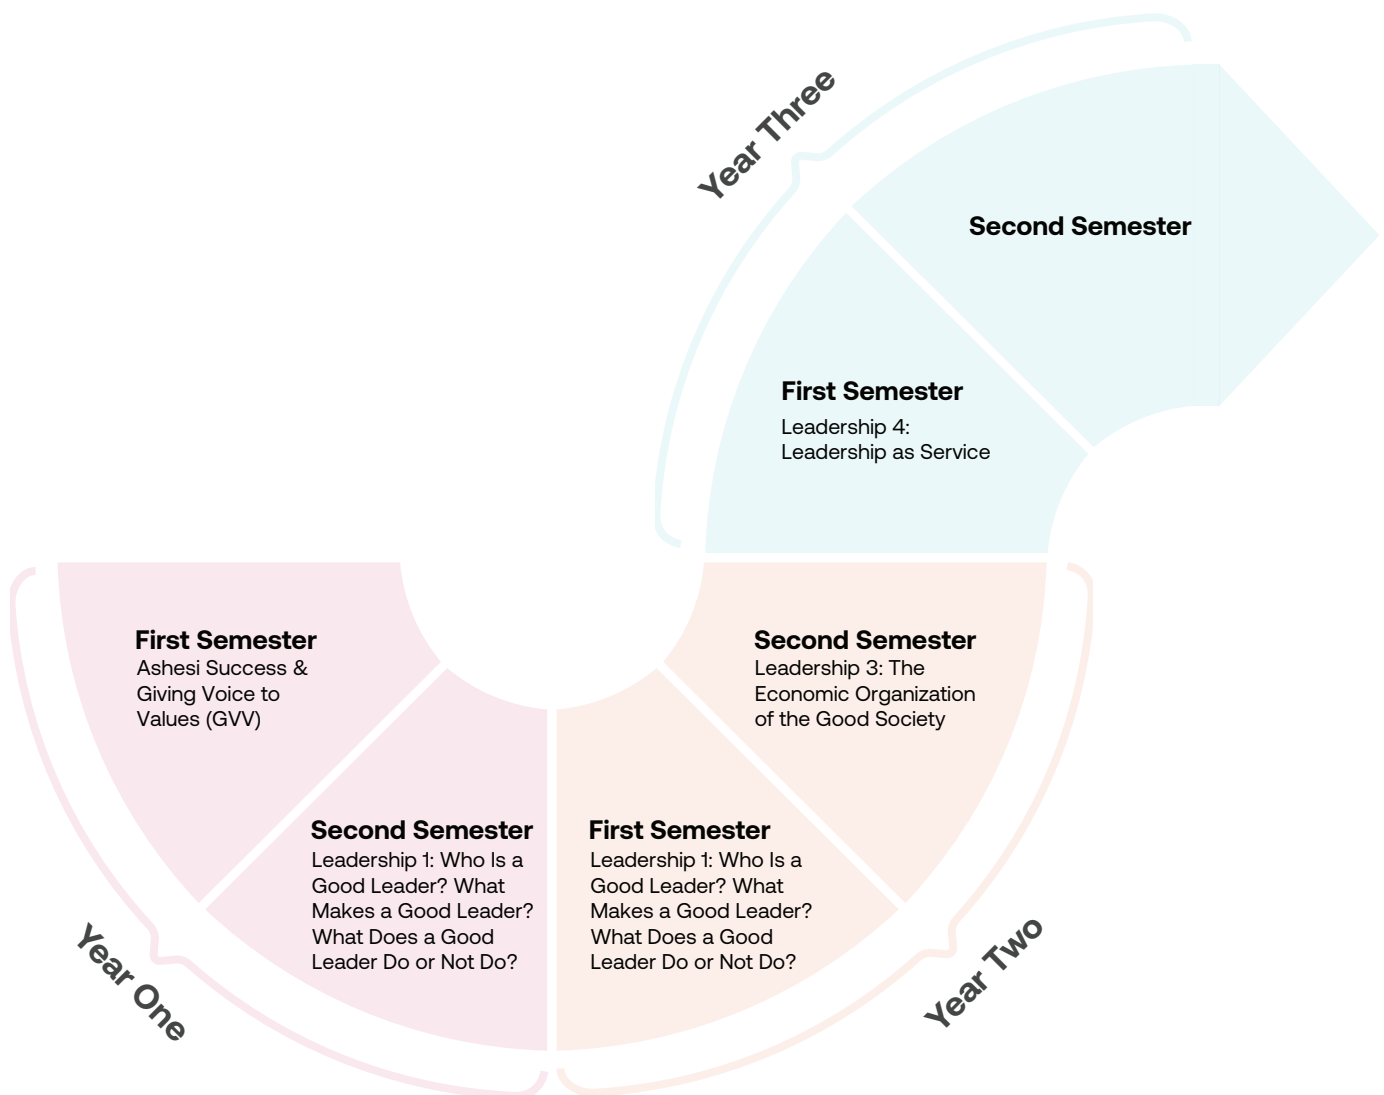 Year One
First Semester
Ashesi Success &
Giving Voice to
Values (GVV)
Second Semester
Leadership 1: Who Is a
Good Leader? What
Makes a Good Leader?
What Does a Good
Leader Do or Not Do?
Year Two
First Semester
Leadership 1: Who Is a
Good Leader? What
Makes a Good Leader?
What Does a Good
Leader Do or Not Do?
Second Semester
Leadership 3: The
Economic Organization
of the Good Society
Year Three
First Semester
Leadership 4:
Leadership as Service
Second Semester